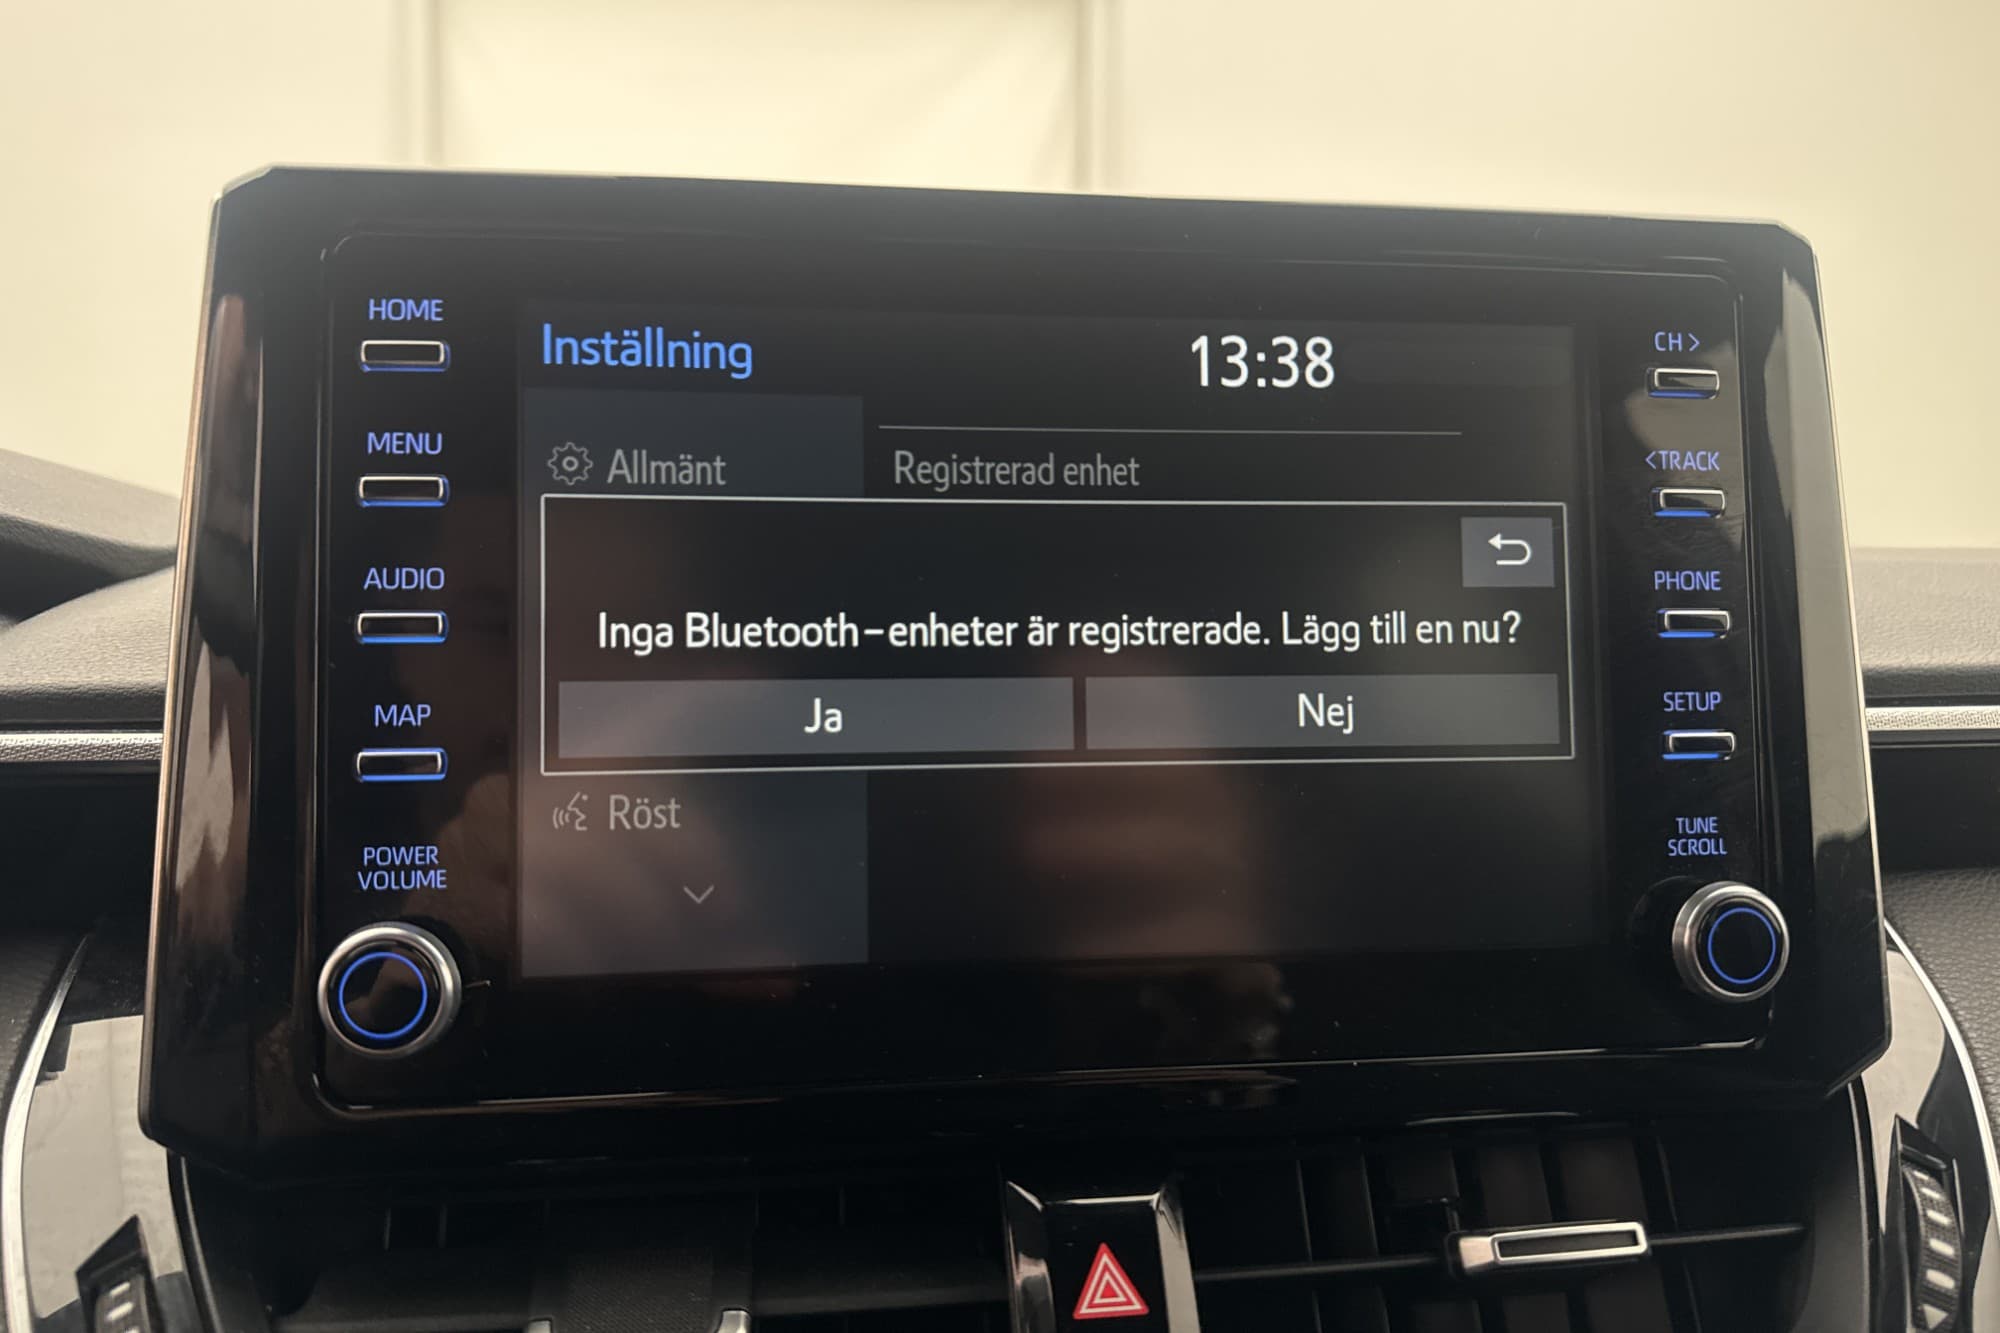 HOME
MENU
AUDIO
MAP
POWER
VOLUME
Inställning
13:38
Allmänt
Registrerad enhet
Inga Bluetooth-enheter är registrerade. Lägg till en nu?
Ja
Nej
Röst
CH >
<TRACK
PHONE
SETUP
TUNE
SCROLL